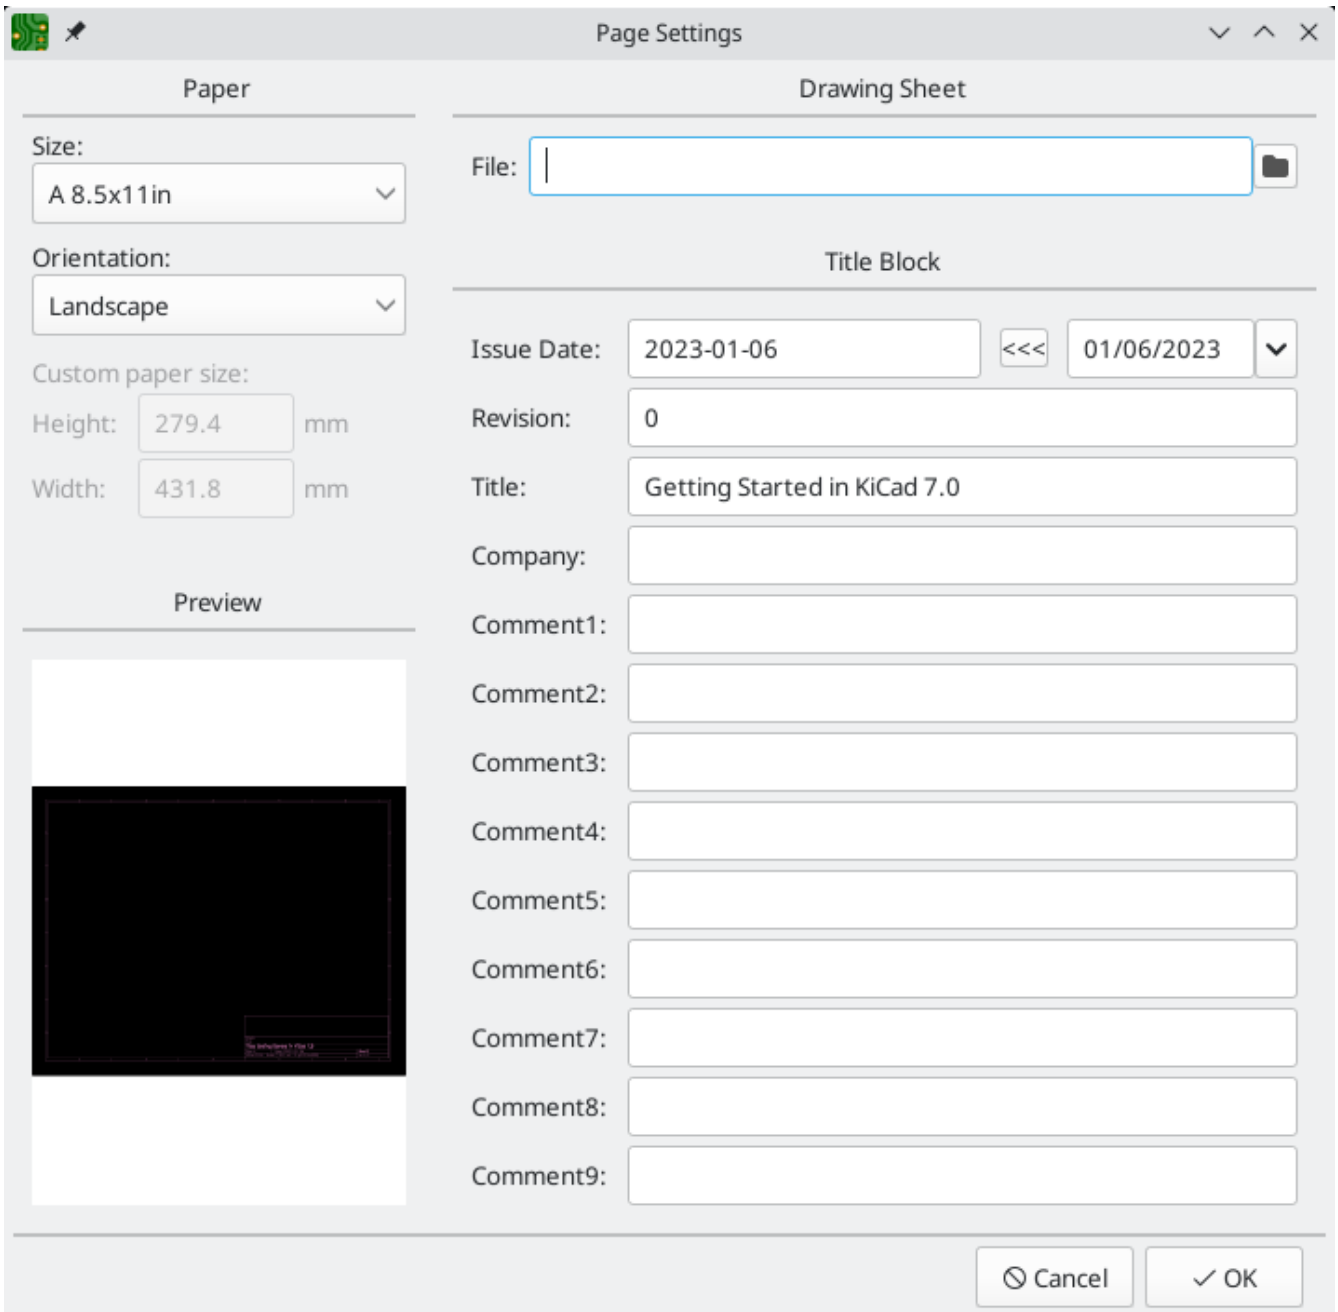 Page Settings
Paper
Size:
A 8.5x11in
Orientation:
Landscape
Custom paper size:
Height: 279.4 mm
Width: 431.8 mm
Preview
Drawing Sheet
File:
Title Block
Issue Date: 2023-01-06 <<< 01/06/2023
Revision: 0
Title: Getting Started in KiCad 7.0
Company:
Comment1:
Comment2:
Comment3:
Comment4:
Comment5:
Comment6:
Comment7:
Comment8:
Comment9:
Cancel OK